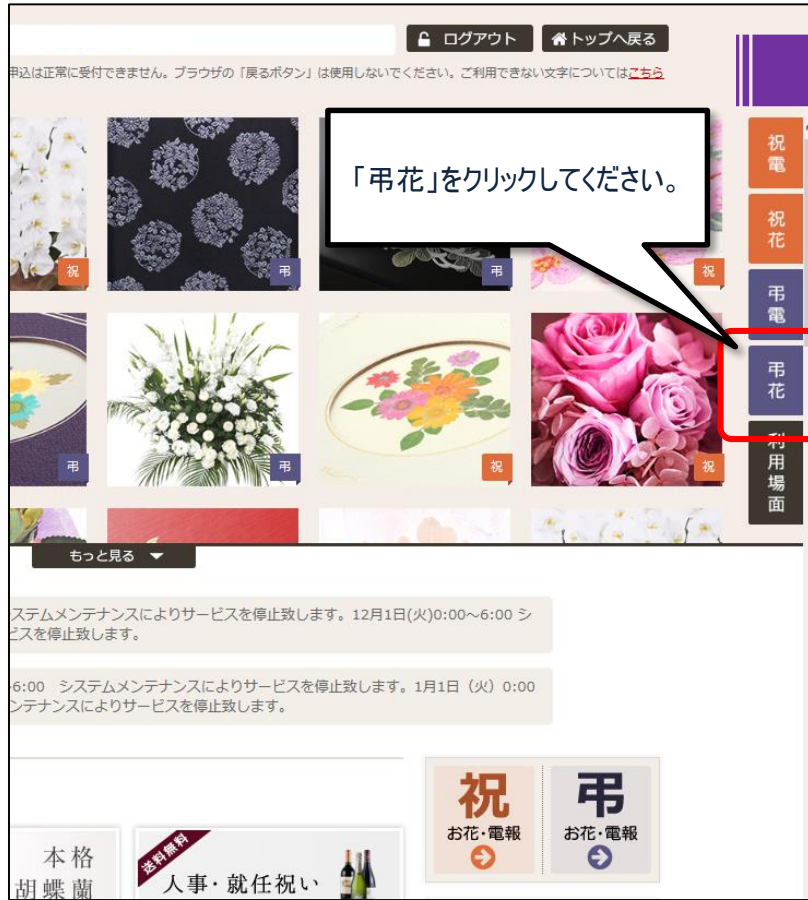 ログアウト
トップへ戻る
申込は正常に受付できません。ブラウザの「戻るボタン」は使用しないでください。ご利用できない文字についてはこちら
「弔花」をクリックしてください。
祝電
祝花
弔電
弔花
利用場面
祝
弔
弔
祝
弔
弔
祝
祝
もっと見る
ステムメンテナンスによりサービスを停止致します。12月1日(火)0:00～6:00 シ
ビスを停止致します。
6:00 システムメンテナンスによりサービスを停止致します。1月1日（火）0:00
ンテナンスによりサービスを停止致します。
祝
お花・電報
弔
お花・電報
本格
胡蝶蘭
送料無料
人事・就任祝い